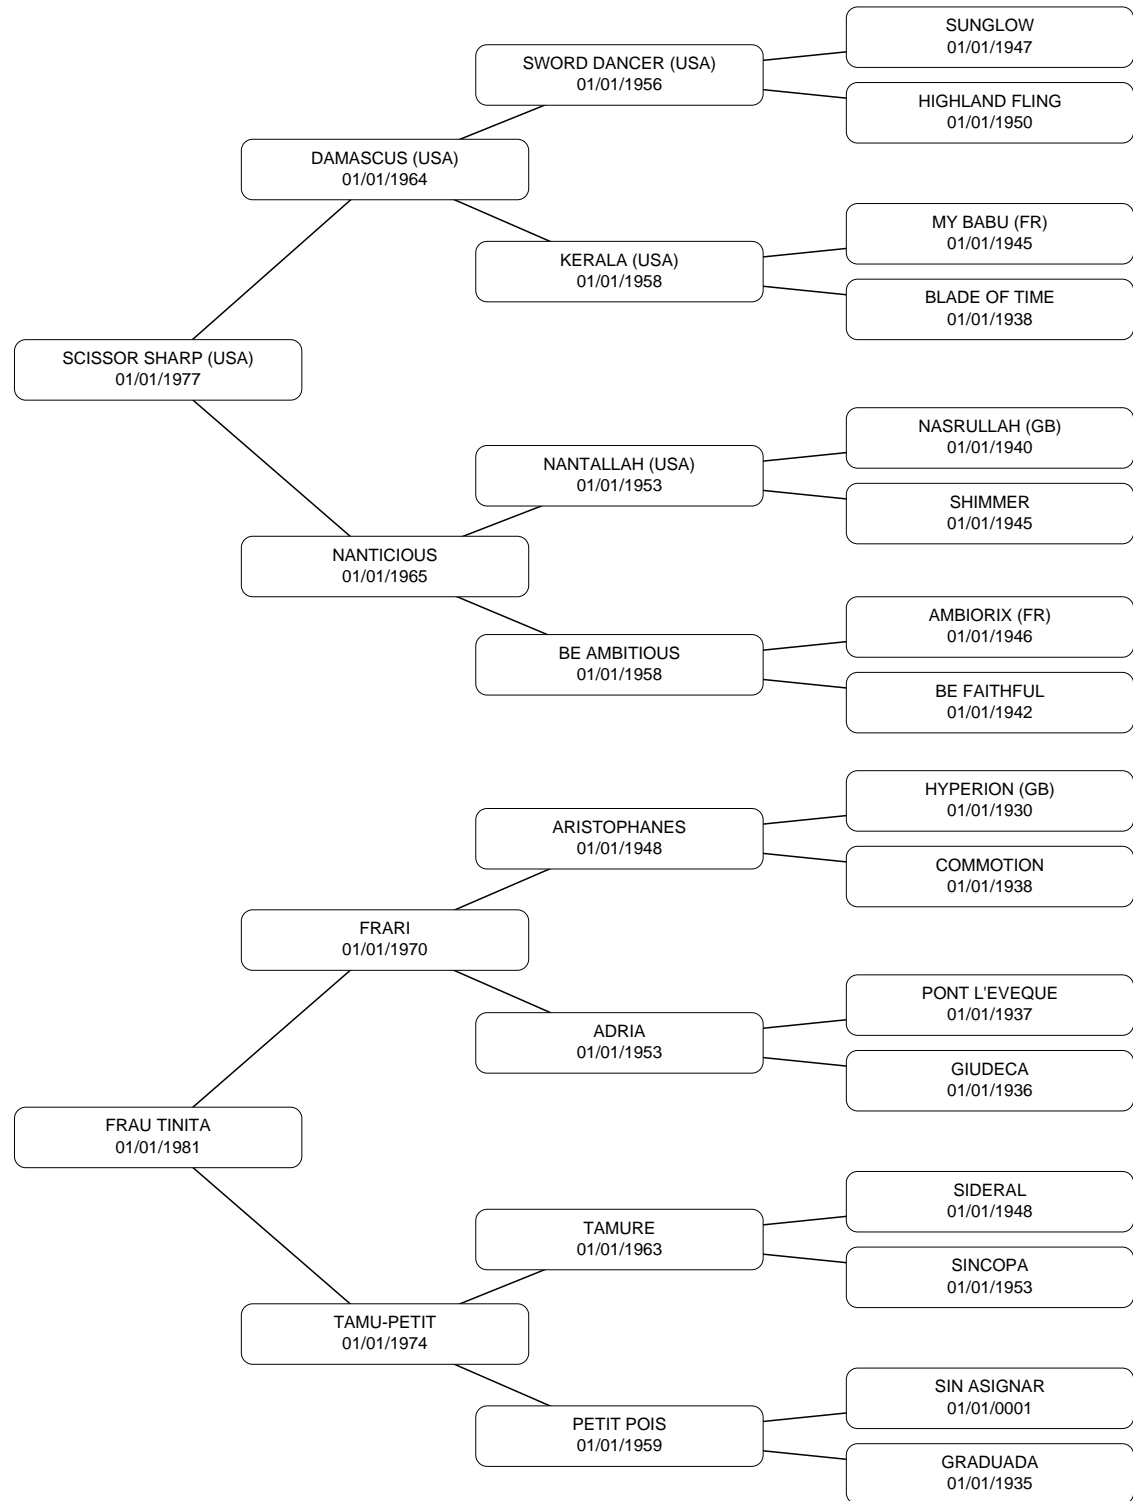 SUNGLOW
01/01/1947
SWORD DANCER (USA)
01/01/1956
HIGHLAND FLING
01/01/1950
DAMASCUS (USA)
01/01/1964
MY BABU (FR)
01/01/1945
KERALA (USA)
01/01/1958
BLADE OF TIME
01/01/1938
SCISSOR SHARP (USA)
01/01/1977
NASRULLAH (GB)
01/01/1940
NANTALLAH (USA)
01/01/1953
SHIMMER
01/01/1945
NANTICIOUS
01/01/1965
AMBIORIX (FR)
01/01/1946
BE AMBITIOUS
01/01/1958
BE FAITHFUL
01/01/1942
HYPERION (GB)
01/01/1930
ARISTOPHANES
01/01/1948
COMMOTION
01/01/1938
FRARI
01/01/1970
PONT L'EVEQUE
01/01/1937
ADRIA
01/01/1953
GIUDECA
01/01/1936
FRAU TINITA
01/01/1981
SIDERAL
01/01/1948
TAMURE
01/01/1963
SINCOPA
01/01/1953
TAMU-PETIT
01/01/1974
SIN ASIGNAR
01/01/0001
PETIT POIS
01/01/1959
GRADUADA
01/01/1935